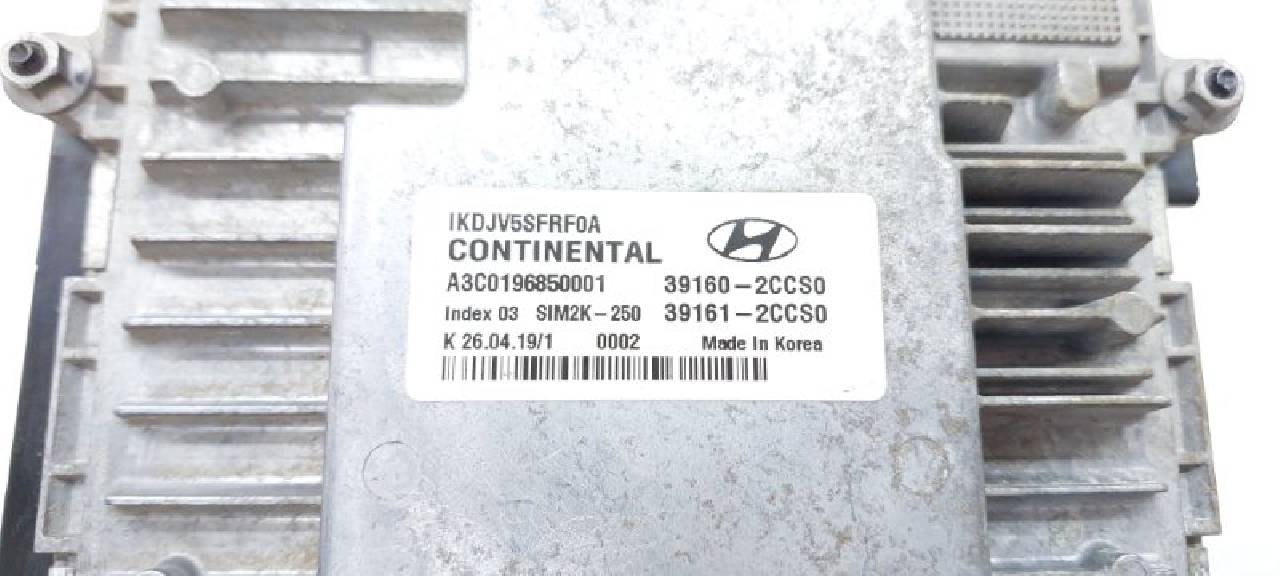 IKDJV5SFRF0A
CONTINENTAL
A3C0196850001 39160-2CCS0
Index 03 SIM2K-250 39161-2CCS0
K 26.04.19/1 0002 Made In Korea